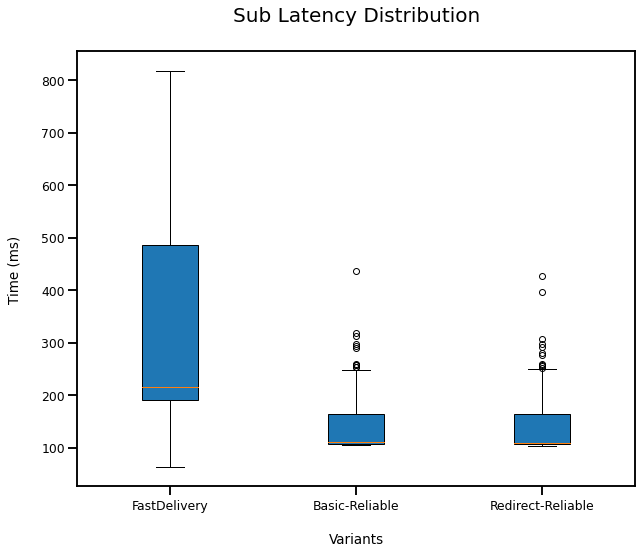 Sub Latency Distribution
800
700
600
500
400
300
200
100
Time (ms)
FastDelivery
Basic-Reliable
Redirect-Reliable
Variants